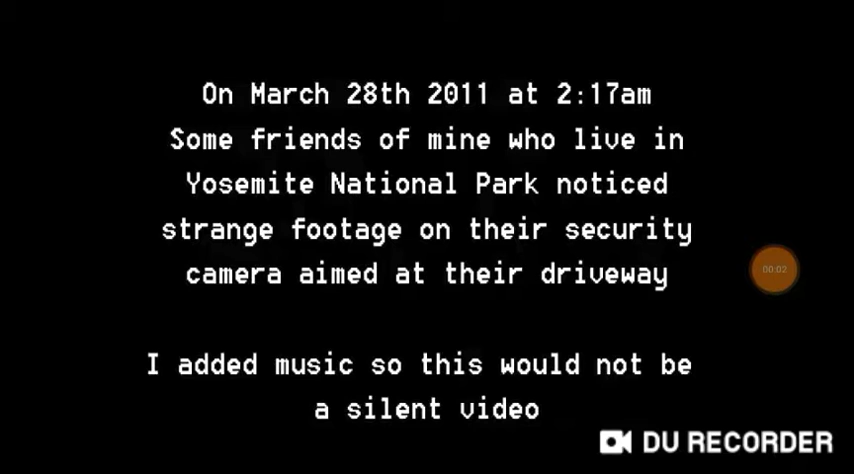 On March 28th 2011 at 2:17am
Some friends of mine who live in
Yosemite National Park noticed
strange footage on their security
camera aimed at their driveway
00:02
I added music so this would not be
a silent video
DU RECORDER